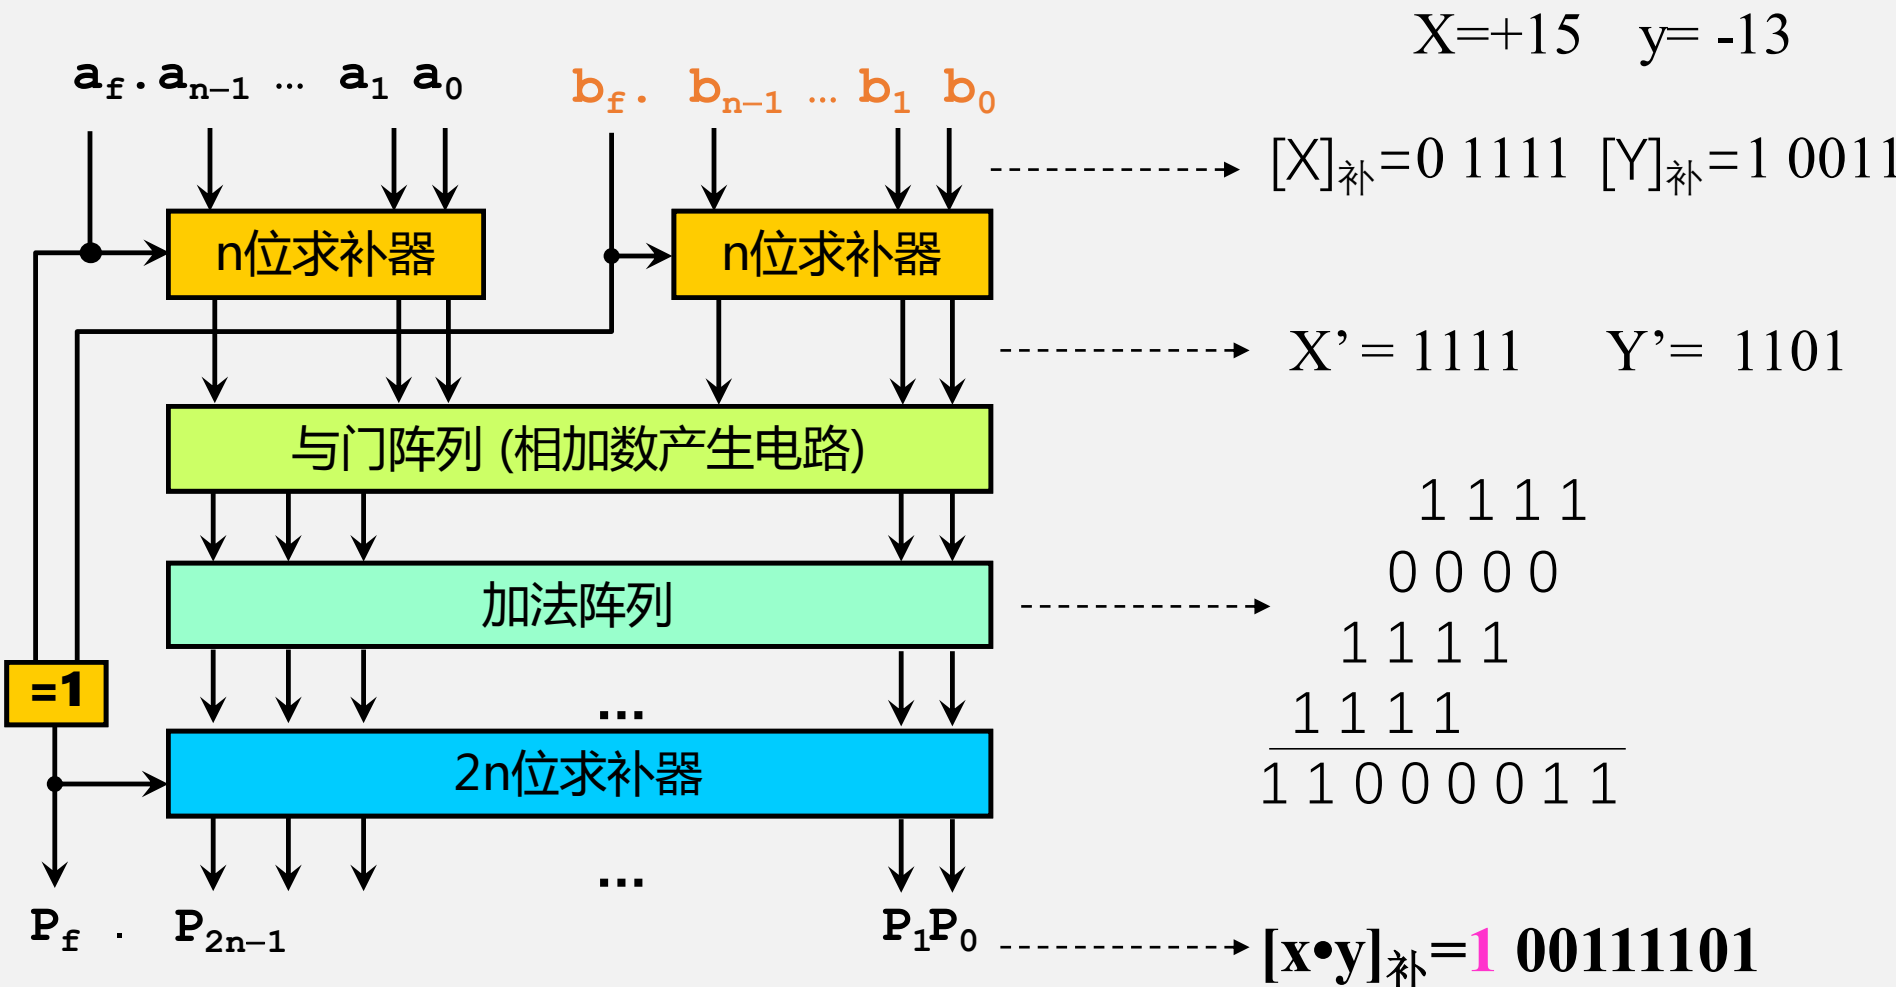 X=+15 y= -13
af.an−1 … a1 a0
bf. bn−1 … b1 b0
[X]补=0 1111 [Y]补=1 0011
n位求补器
n位求补器
X’= 1111 Y’= 1101
与门阵列 (相加数产生电路)
1 1 1 1
0 0 0 0
1 1 1 1
1 1 1 1
1 1 0 0 0 0 1 1
加法阵列
=1
...
2n位求补器
...
Pf . P2n−1 P1P0
[x•y]补=1 00111101